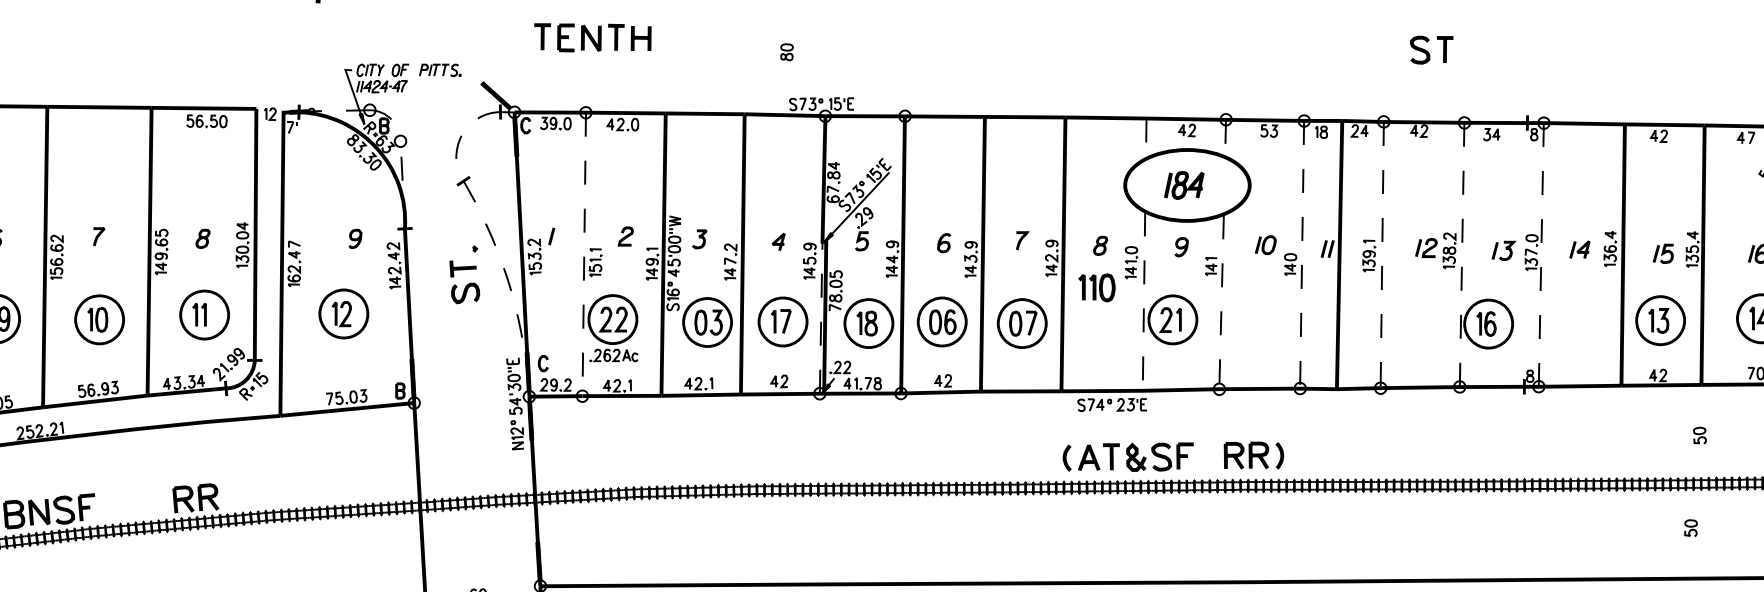 TENTH ST
80
CITY OF PITTS.
11424-47
S73° 15'E
56.50 12 7' R·63' B 83.30 C 39.0 42.0 42 53 18 24 42 34 8 42 47
67.84 S73° 15'E .29
184
7 8 9 1 2 3 4 5 6 7 8 9 10 11 12 13 14 15 16
156.62 149.65 130.04 162.47 142.42 153.2 151.1 149.1 S16° 45'00"W 147.2 145.9 144.9 143.9 142.9 141.0 141 140 139.1 138.2 137.0 136.4 135.4
ST.
110
78.05
9 10 11 12 22 03 17 18 06 07 21 16 13
.262Ac
21.99 R·15
56.93 43.34 75.03 B C 29.2 42.1 42.1 42 .22 41.78 42 8 42 70
N12° 54'30"E
S74° 23'E
252.21
(AT&SF RR)
50
BNSF RR
50